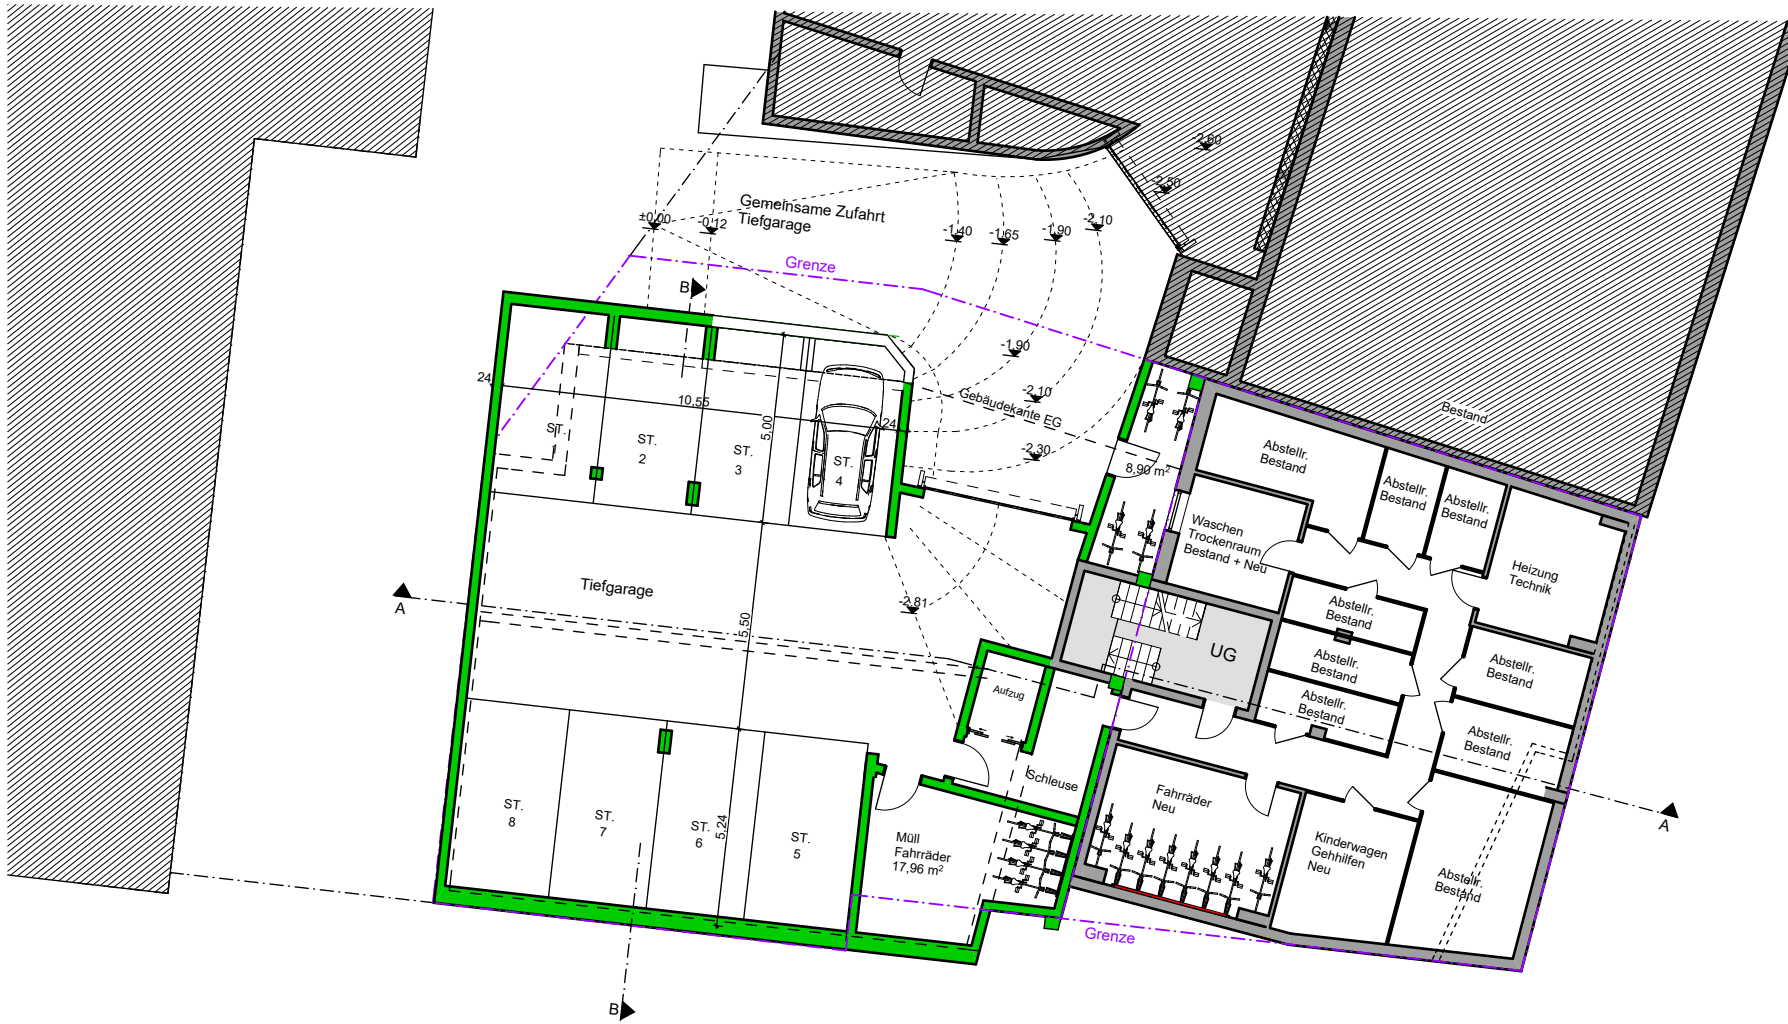 -2,60
-2,50
Gemeinsame Zufahrt
Tiefgarage
±0,00
-0,12
-1,40
-1,65
-1,90
-2,10
Grenze
B
-1,90
24
10,55
-2,10
Gebäudekante EG
24
5,00
-2,30
Bestand
ST.
1
ST.
2
ST.
3
ST.
4
8,90 m²
Abstellr.
Bestand
Abstellr.
Bestand
Abstellr.
Bestand
Waschen
Trockenraum
Bestand + Neu
Heizung
Technik
A
Tiefgarage
-2,81
5,50
Abstellr.
Bestand
UG
Abstellr.
Bestand
Abstellr.
Bestand
Abstellr.
Bestand
Aufzug
Abstellr.
Bestand
Schleuse
Fahrräder
Neu
ST.
8
ST.
7
ST.
6
5,24
ST.
5
Müll
Fahrräder
17,96 m²
Kinderwagen
Gehhilfen
Neu
Abstellr.
Bestand
A
Grenze
B